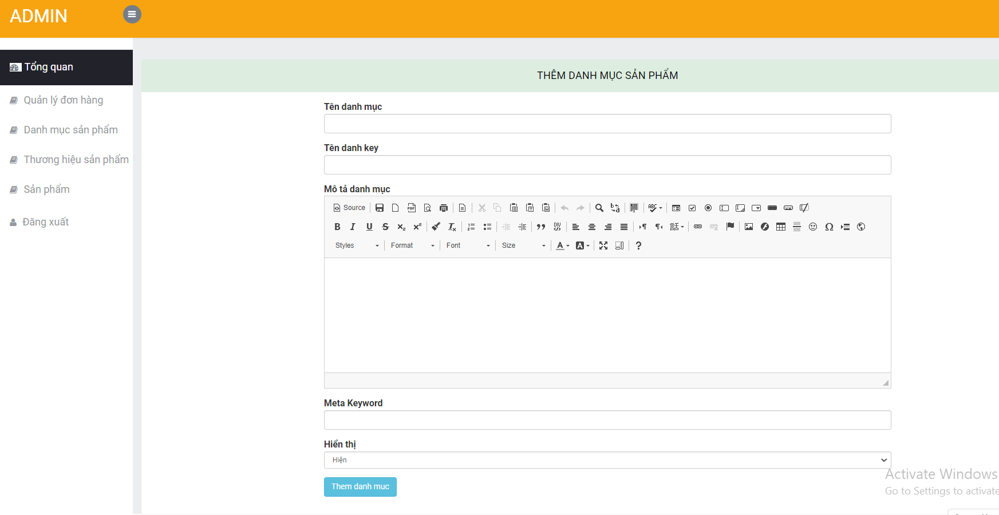 ADMIN
Tổng quan
Quản lý đơn hàng
Danh mục sản phẩm
Thương hiệu sản phẩm
Sản phẩm
Đăng xuất
THÊM DANH MỤC SẢN PHẨM
Tên danh mục
Tên danh key
Mô tả danh mục
Source
Styles Format Font Size
Meta Keyword
Hiển thị
Hiện
Them danh muc
Activate Windows
Go to Settings to activate